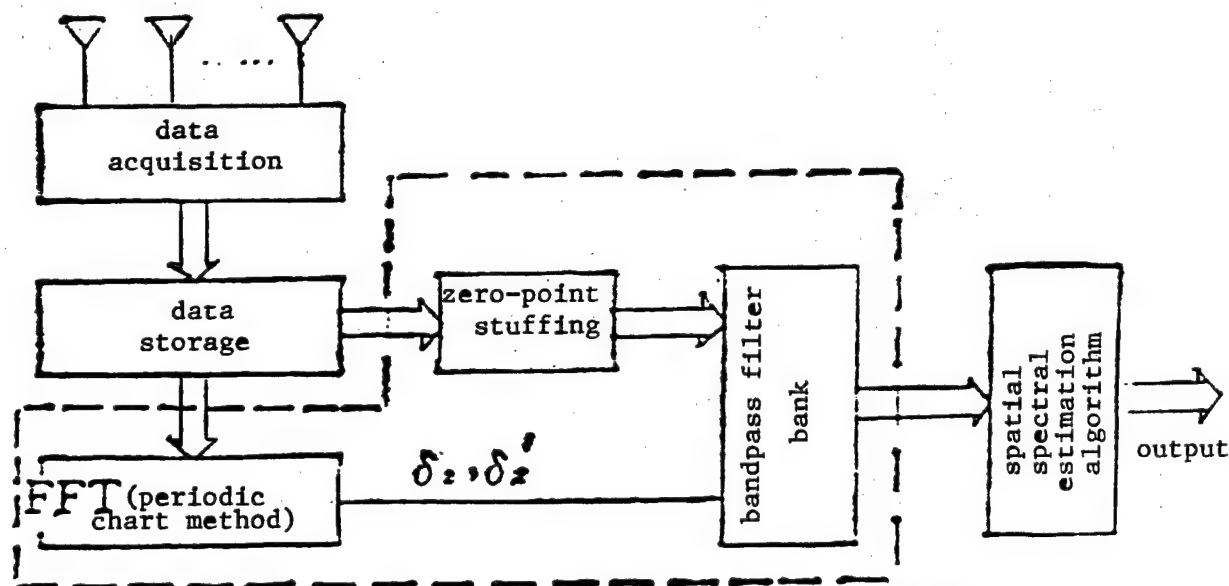 data
acquisition
data
storage
zero-point
stuffing
bandpass filter
bank
spatial
spectral
estimation
algorithm
output
FFT (periodic
chart method)
δ₂, δ₂'